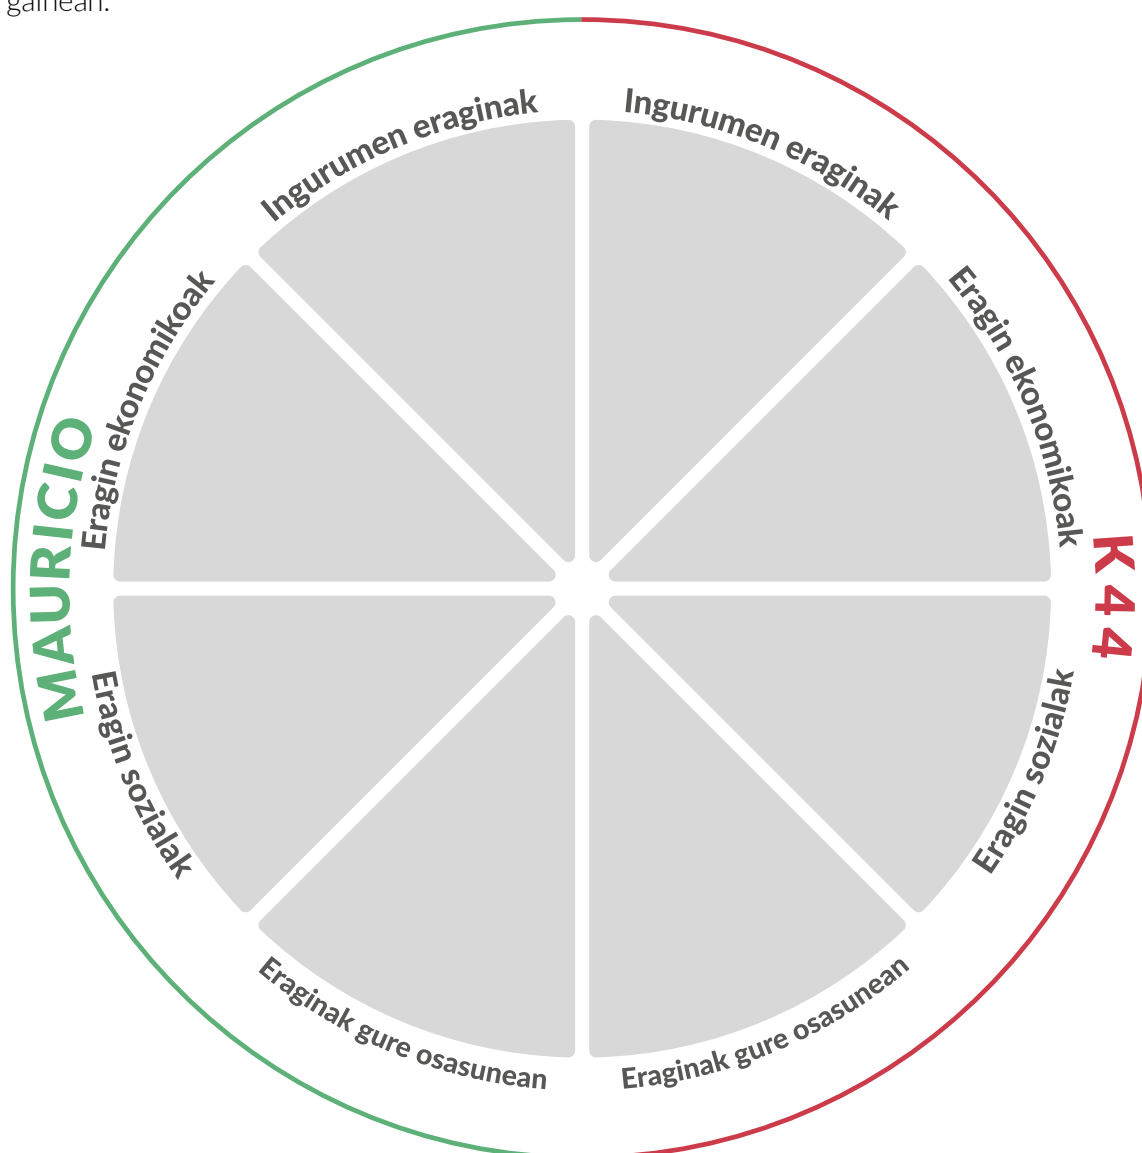 gainean.
Ingurumen eraginak
Ingurumen eraginak
Eragin ekonomikoak
Eragin ekonomikoak
MAURICIO
K44
Eragin sozialak
Eragin sozialak
Eraginak gure osasunean
Eraginak gure osasunean